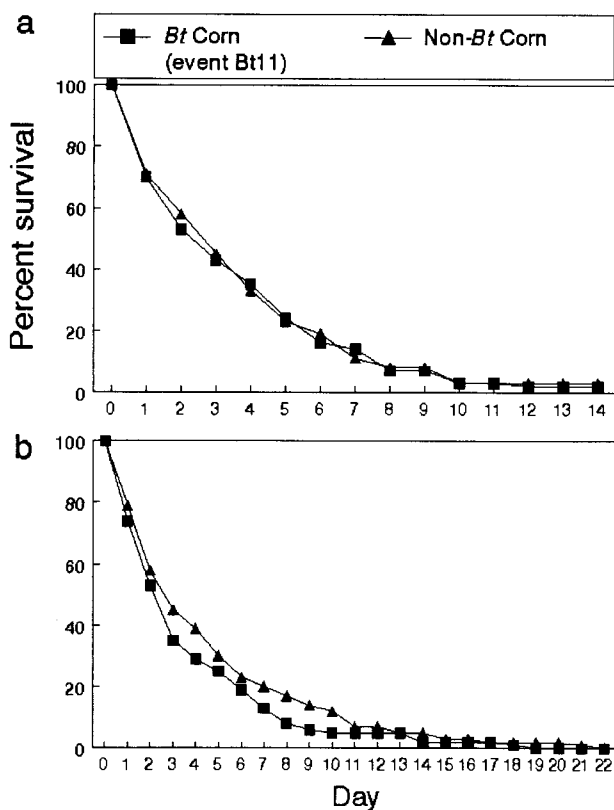 a
Bt Corn
(event Bt11)
Non-Bt Corn
Percent survival
100
80
60
40
20
0
0 1 2 3 4 5 6 7 8 9 10 11 12 13 14
b
100
80
60
40
20
0
0 1 2 3 4 5 6 7 8 9 10 11 12 13 14 15 16 17 18 19 20 21 22
Day